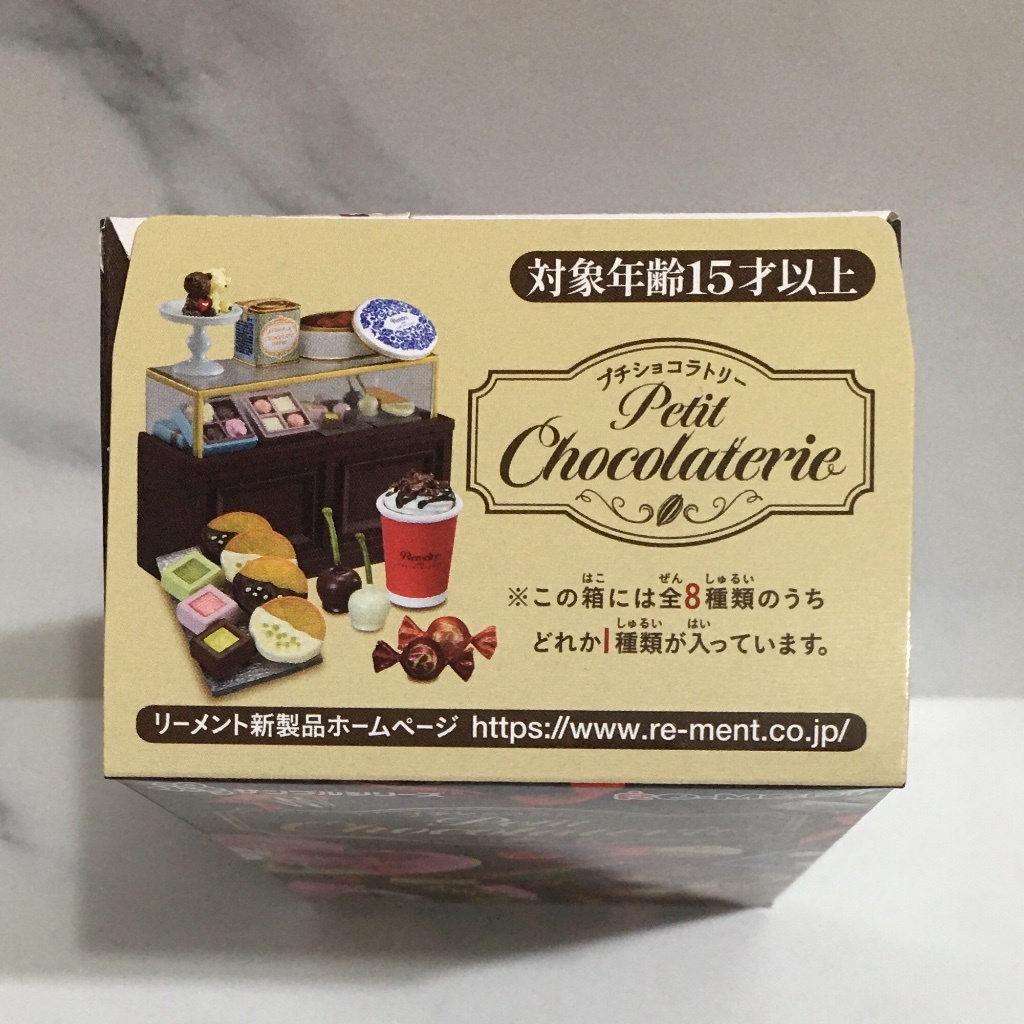 対象年齢15才以上
プチショコラトリー
Petit
Chocolaterie
※この箱には全8種類のうち
どれか1種類が入っています。
リーメント新製品ホームページ https://www.re-ment.co.jp/